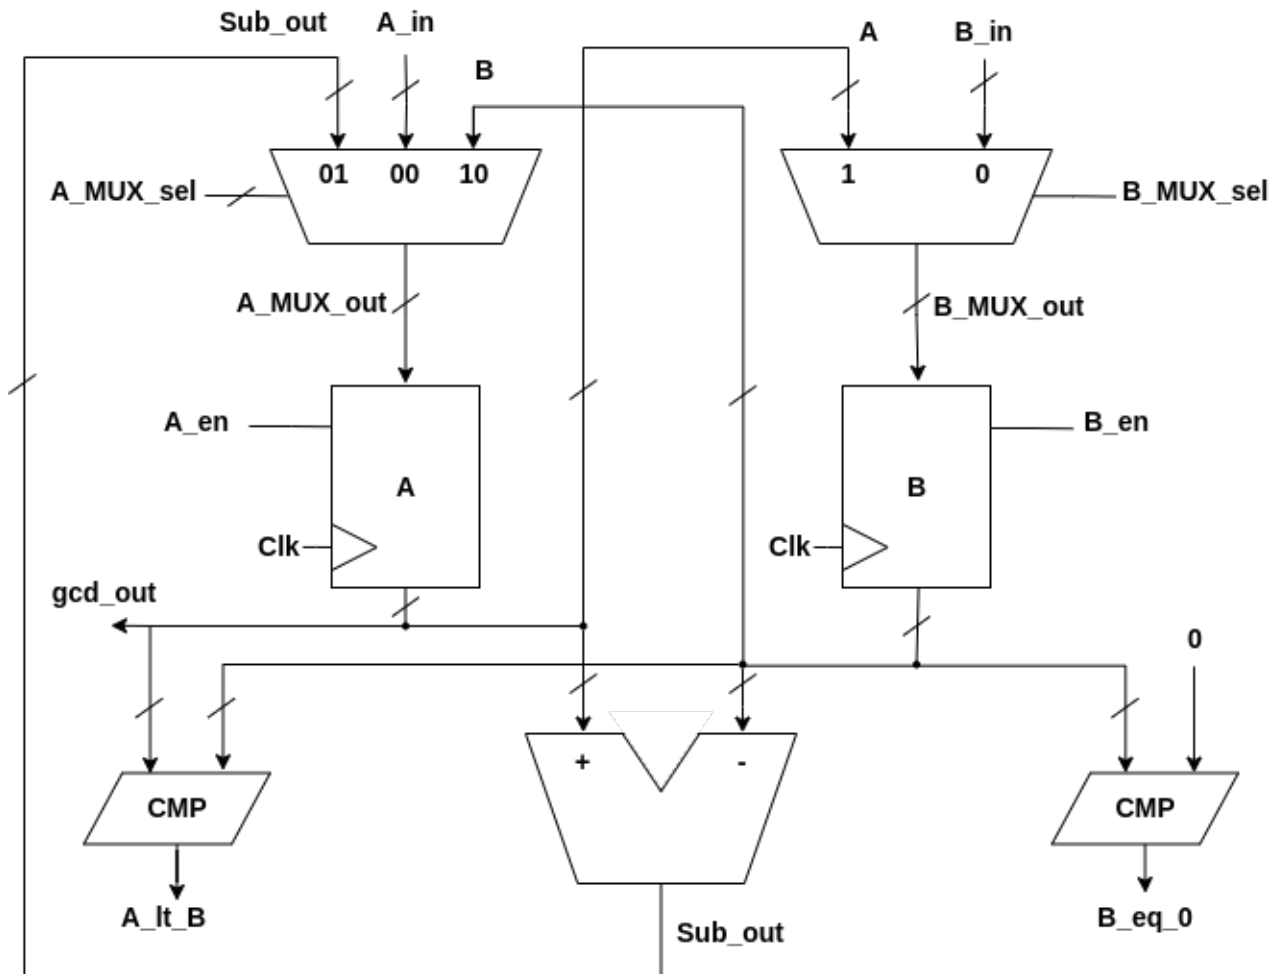 Sub_out
A_in
B
A
B_in
01
00
10
1
0
A_MUX_sel
B_MUX_sel
A_MUX_out
B_MUX_out
A_en
B_en
A
B
Clk
Clk
gcd_out
0
+
-
CMP
CMP
A_lt_B
Sub_out
B_eq_0